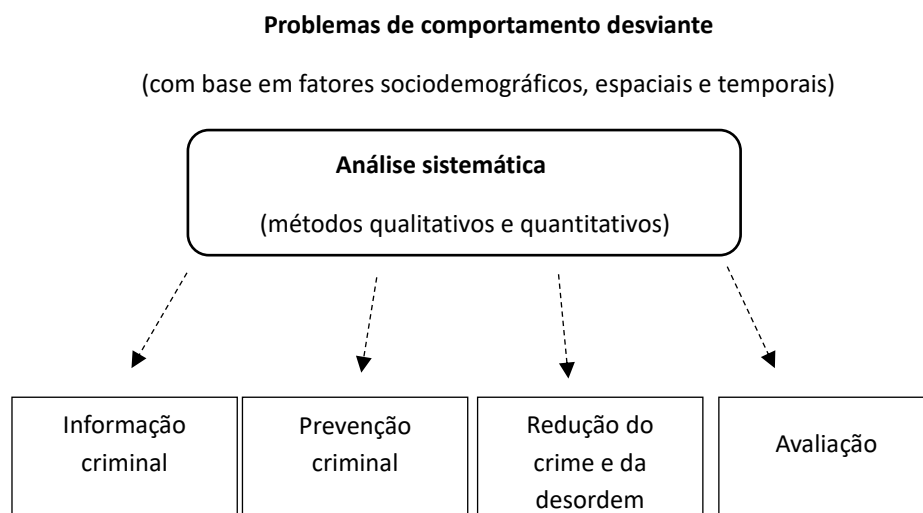 Problemas de comportamento desviante
(com base em fatores sociodemográficos, espaciais e temporais)
Análise sistemática
(métodos qualitativos e quantitativos)
Informação
criminal
Prevenção
criminal
Redução do
crime e da
desordem
Avaliação